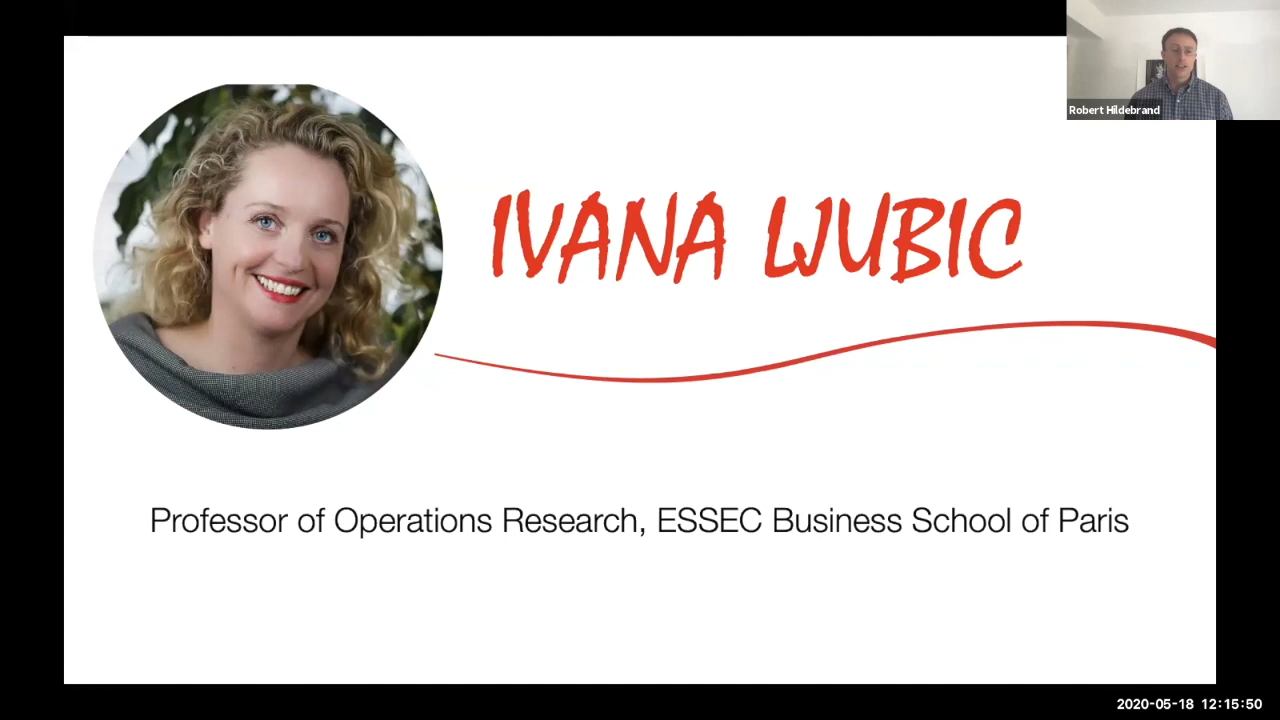 Robert Hildebrand
IVANA LJUBIC
Professor of Operations Research, ESSEC Business School of Paris
2020-05-18 12:15:50